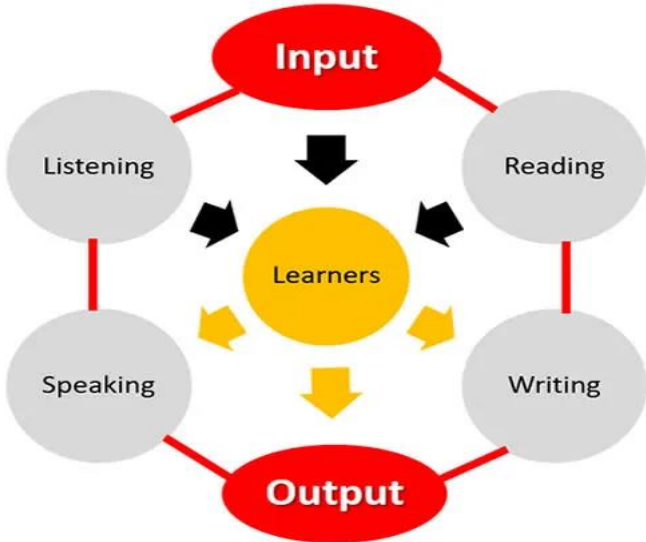 Input
Listening
Reading
Learners
Speaking
Writing
Output